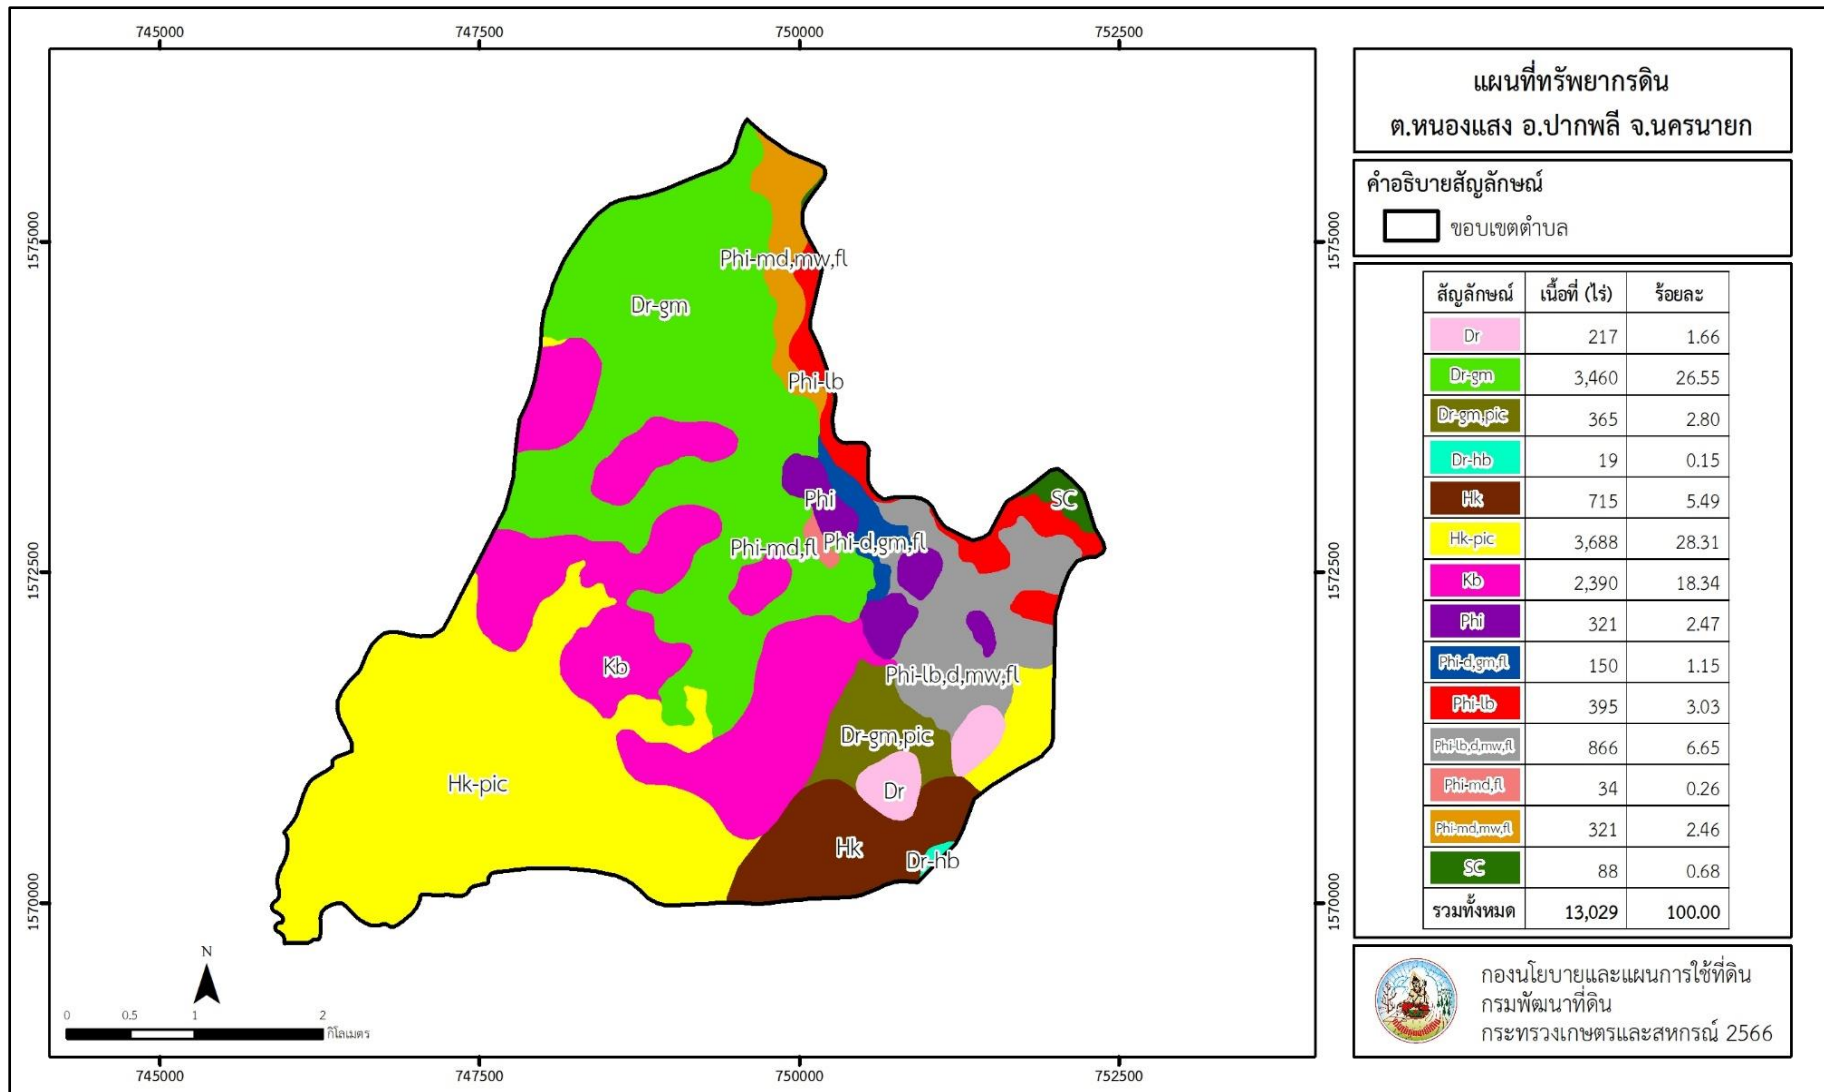 745000
747500
750000
752500
1575000
1575000
1572500
1572500
1570000
1570000
Phi-md,mw,fl
Dr-gm
Phi-lb
Phi
SC
Phi-md,fl
Phi-d,gm,fl
Kb
Phi-lb,d,mw,fl
Dr-gm,pic
Hk-pic
Dr
Hk
Dr-hb
N
0 0.5 1 2
กิโลเมตร
745000
747500
750000
752500
แผนที่ทรัพยากรดิน
ต.หนองแสง อ.ปากพลี จ.นครนายก
คำอธิบายสัญลักษณ์
ขอบเขตตำบล
สัญลักษณ์ เนื้อที่ (ไร่) ร้อยละ
Dr 217 1.66
Dr-gm 3,460 26.55
Dr-gm,pic 365 2.80
Dr-hb 19 0.15
Hk 715 5.49
Hk-pic 3,688 28.31
Kb 2,390 18.34
Phi 321 2.47
Phi-d,gm,fl 150 1.15
Phi-lb 395 3.03
Phi-lb,d,mw,fl 866 6.65
Phi-md,fl 34 0.26
Phi-md,mw,fl 321 2.46
SC 88 0.68
รวมทั้งหมด 13,029 100.00
กองนโยบายและแผนการใช้ที่ดิน
กรมพัฒนาที่ดิน
กระทรวงเกษตรและสหกรณ์ 2566